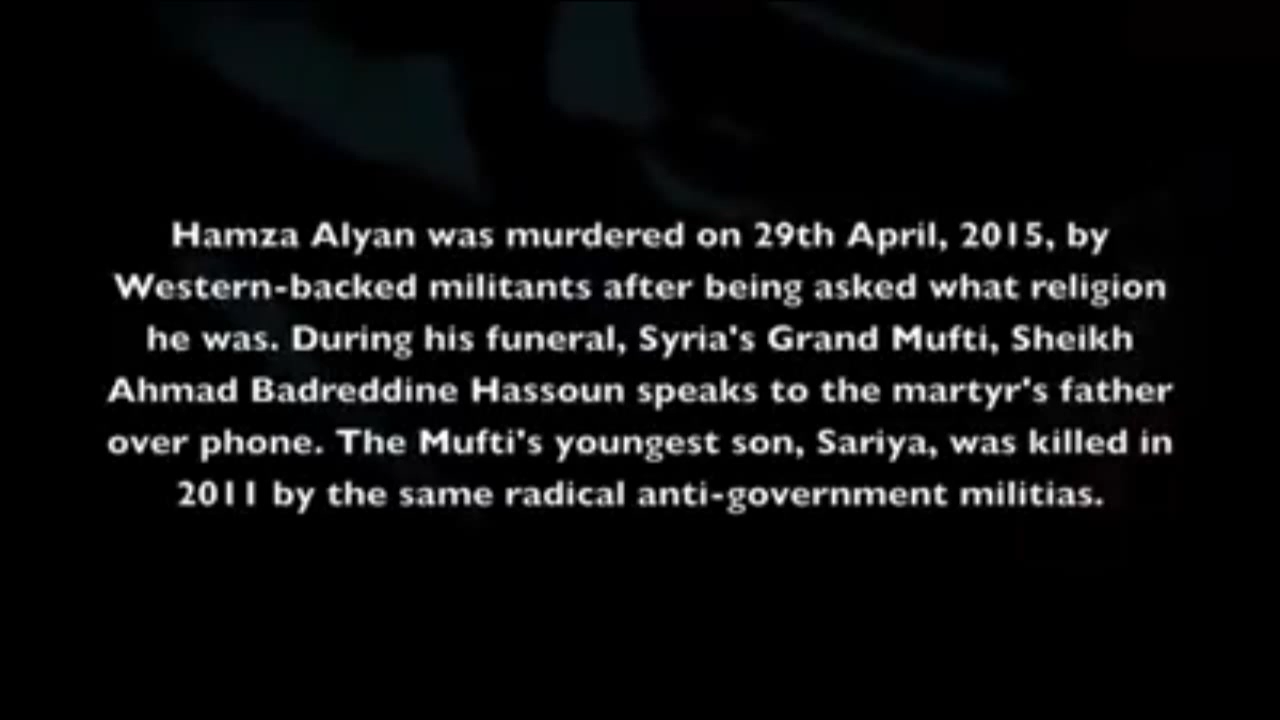 Hamza Alyan was murdered on 29th April, 2015, by
Western-backed militants after being asked what religion
he was. During his funeral, Syria's Grand Mufti, Sheikh
Ahmad Badreddine Hassoun speaks to the martyr's father
over phone. The Mufti's youngest son, Sariya, was killed in
2011 by the same radical anti-government militias.